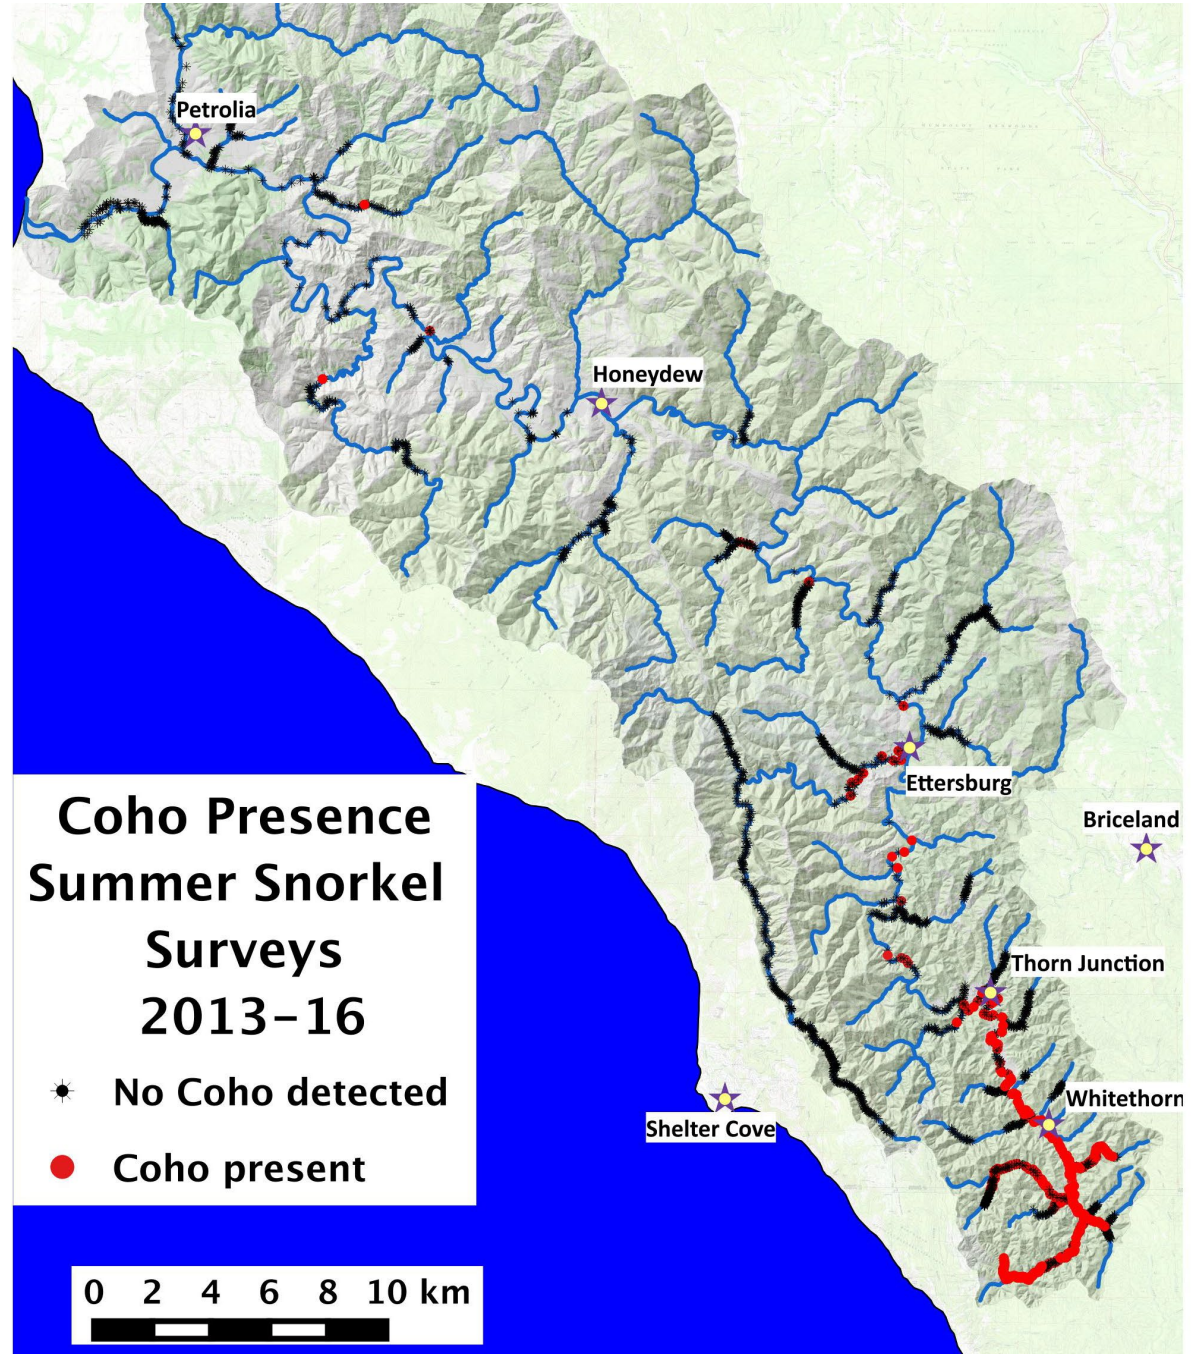 Petrolia
Honeydew
Ettersburg
Briceland
Thorn Junction
Whitethorn
Shelter Cove
Coho Presence
Summer Snorkel
Surveys
2013-16
No Coho detected
Coho present
0 2 4 6 8 10 km